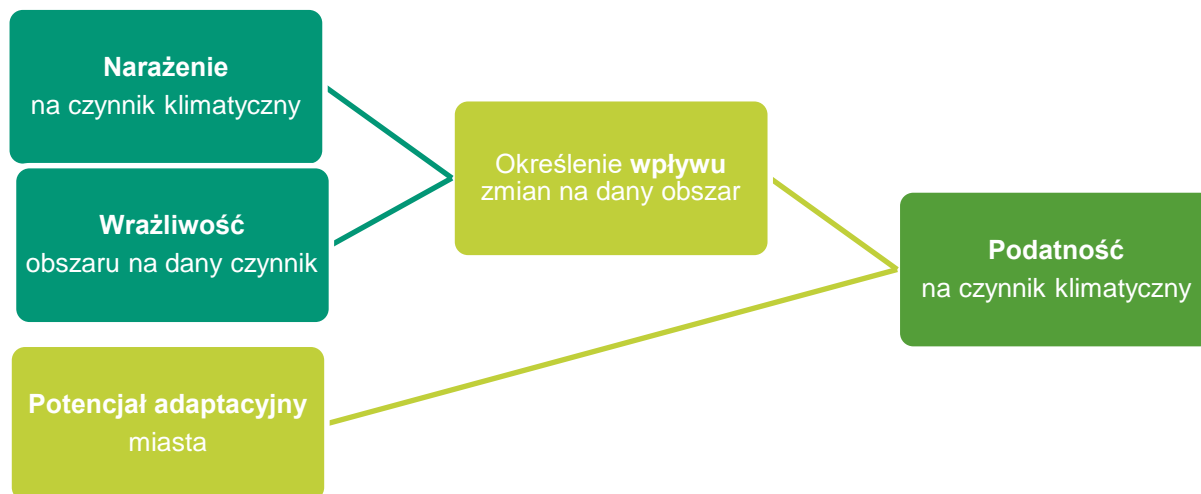 Narażenie
na czynnik klimatyczny
Wrażliwość
obszaru na dany czynnik
Potencjał adaptacyjny
miasta
Określenie wpływu
zmian na dany obszar
Podatność
na czynnik klimatyczny